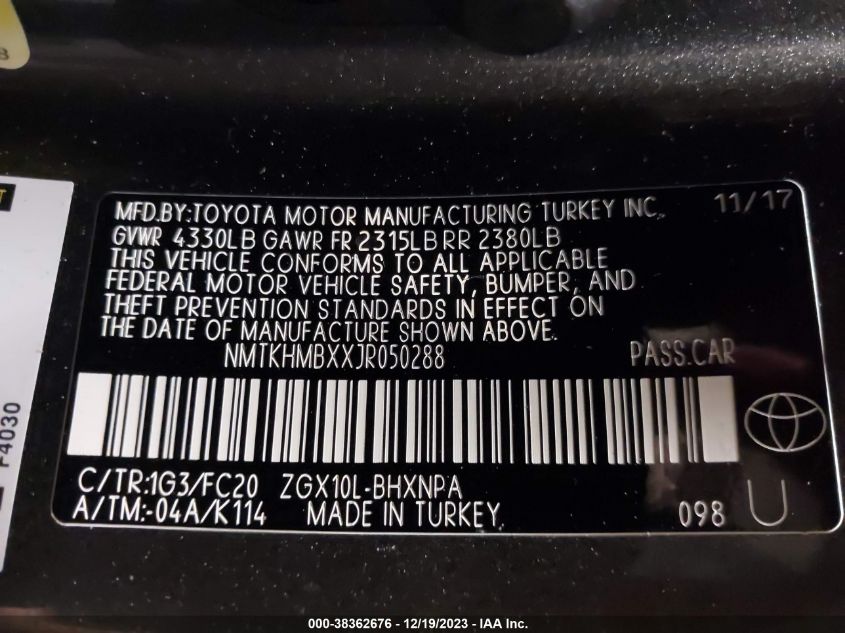 MFD.BY:TOYOTA MOTOR MANUFACTURING TURKEY INC. 11/17
GVWR 4330LB GAWR FR 2315LB RR 2380LB
THIS VEHICLE CONFORMS TO ALL APPLICABLE
FEDERAL MOTOR VEHICLE SAFETY, BUMPER, AND
THEFT PREVENTION STANDARDS IN EFFECT ON
THE DATE OF MANUFACTURE SHOWN ABOVE.
NMTKHMBXXJR050288 PASS.CAR
C/TR:1G3/FC20 ZGX10L-BHXNPA
A/TM:-04A/K114 MADE IN TURKEY 098 U
F4030
000-38362676 - 12/19/2023 - IAA Inc.